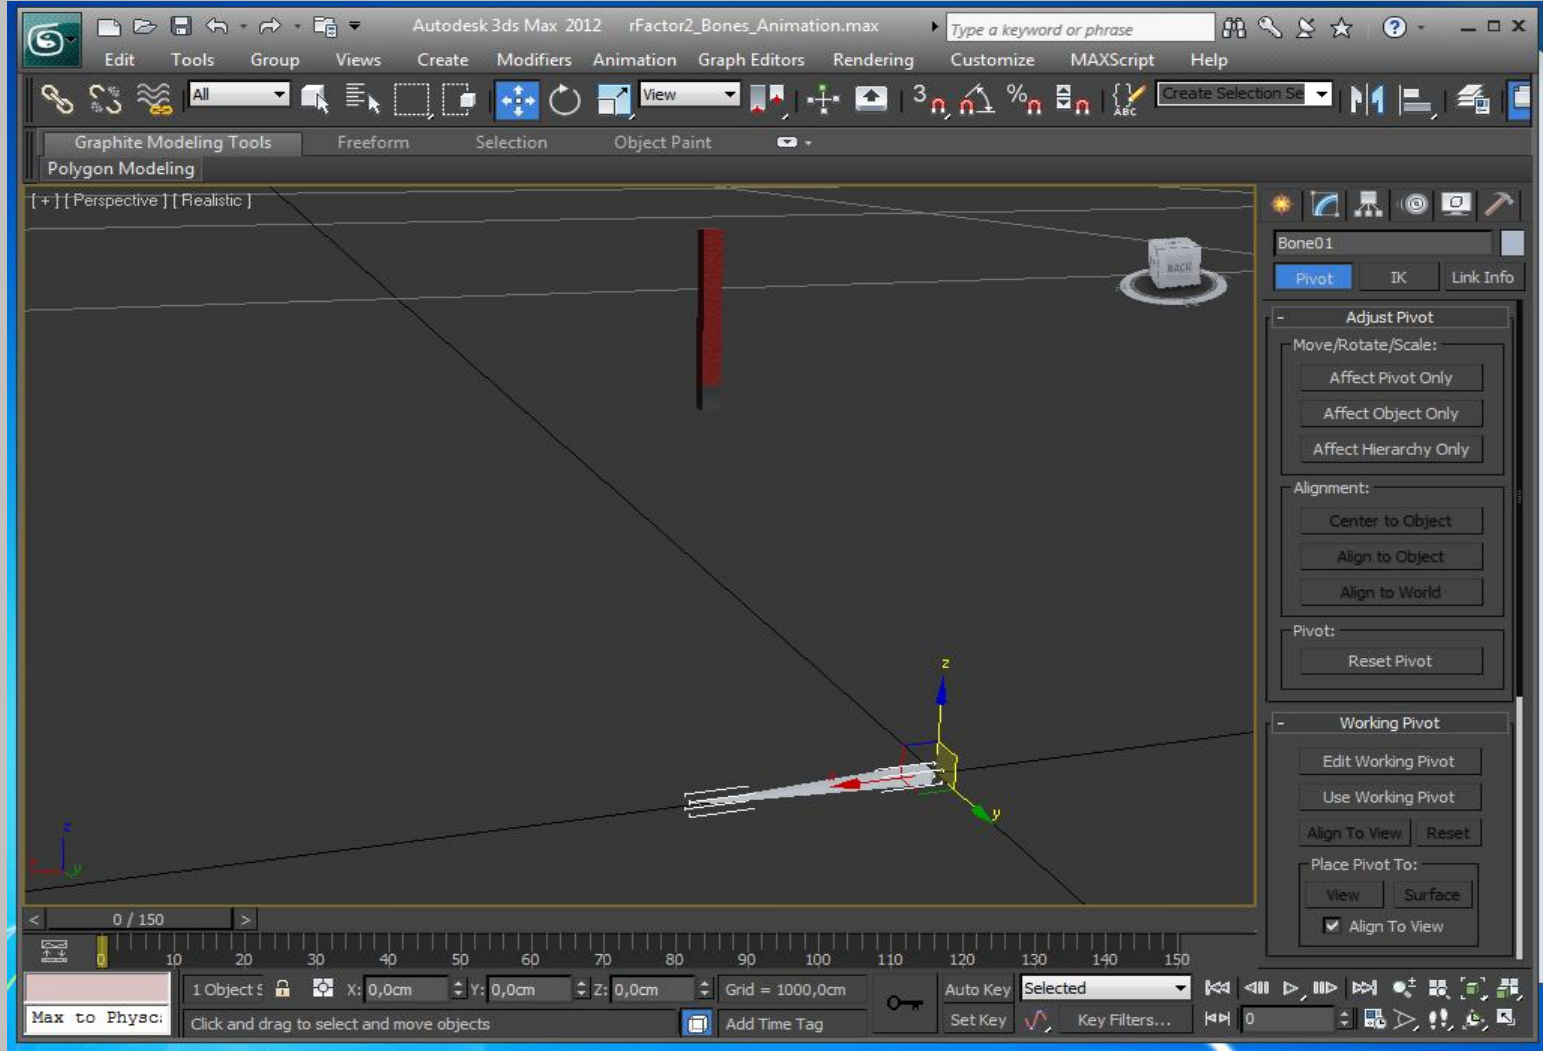 Autodesk 3ds Max 2012 rFactor2_Bones_Animation.max Type a keyword or phrase
Edit Tools Group Views Create Modifiers Animation Graph Editors Rendering Customize MAXScript Help
All View 3 % ABC Create Selection Se
Graphite Modeling Tools Freeform Selection Object Paint
Polygon Modeling
[ + ] [ Perspective ] [ Realistic ]
BACK
Bone01
Pivot IK Link Info
- Adjust Pivot
Move/Rotate/Scale:
Affect Pivot Only
Affect Object Only
Affect Hierarchy Only
Alignment:
Center to Object
Align to Object
Align to World
Pivot:
Reset Pivot
- Working Pivot
Edit Working Pivot
Use Working Pivot
Align To View Reset
Place Pivot To:
View Surface
Align To View
z
x
y
z
x
y
< 0 / 150 >
0 10 20 30 40 50 60 70 80 90 100 110 120 130 140 150
1 Object S X: 0,0cm Y: 0,0cm Z: 0,0cm Grid = 1000,0cm Auto Key Selected
Max to Physc: Click and drag to select and move objects Add Time Tag Set Key Key Filters... 0